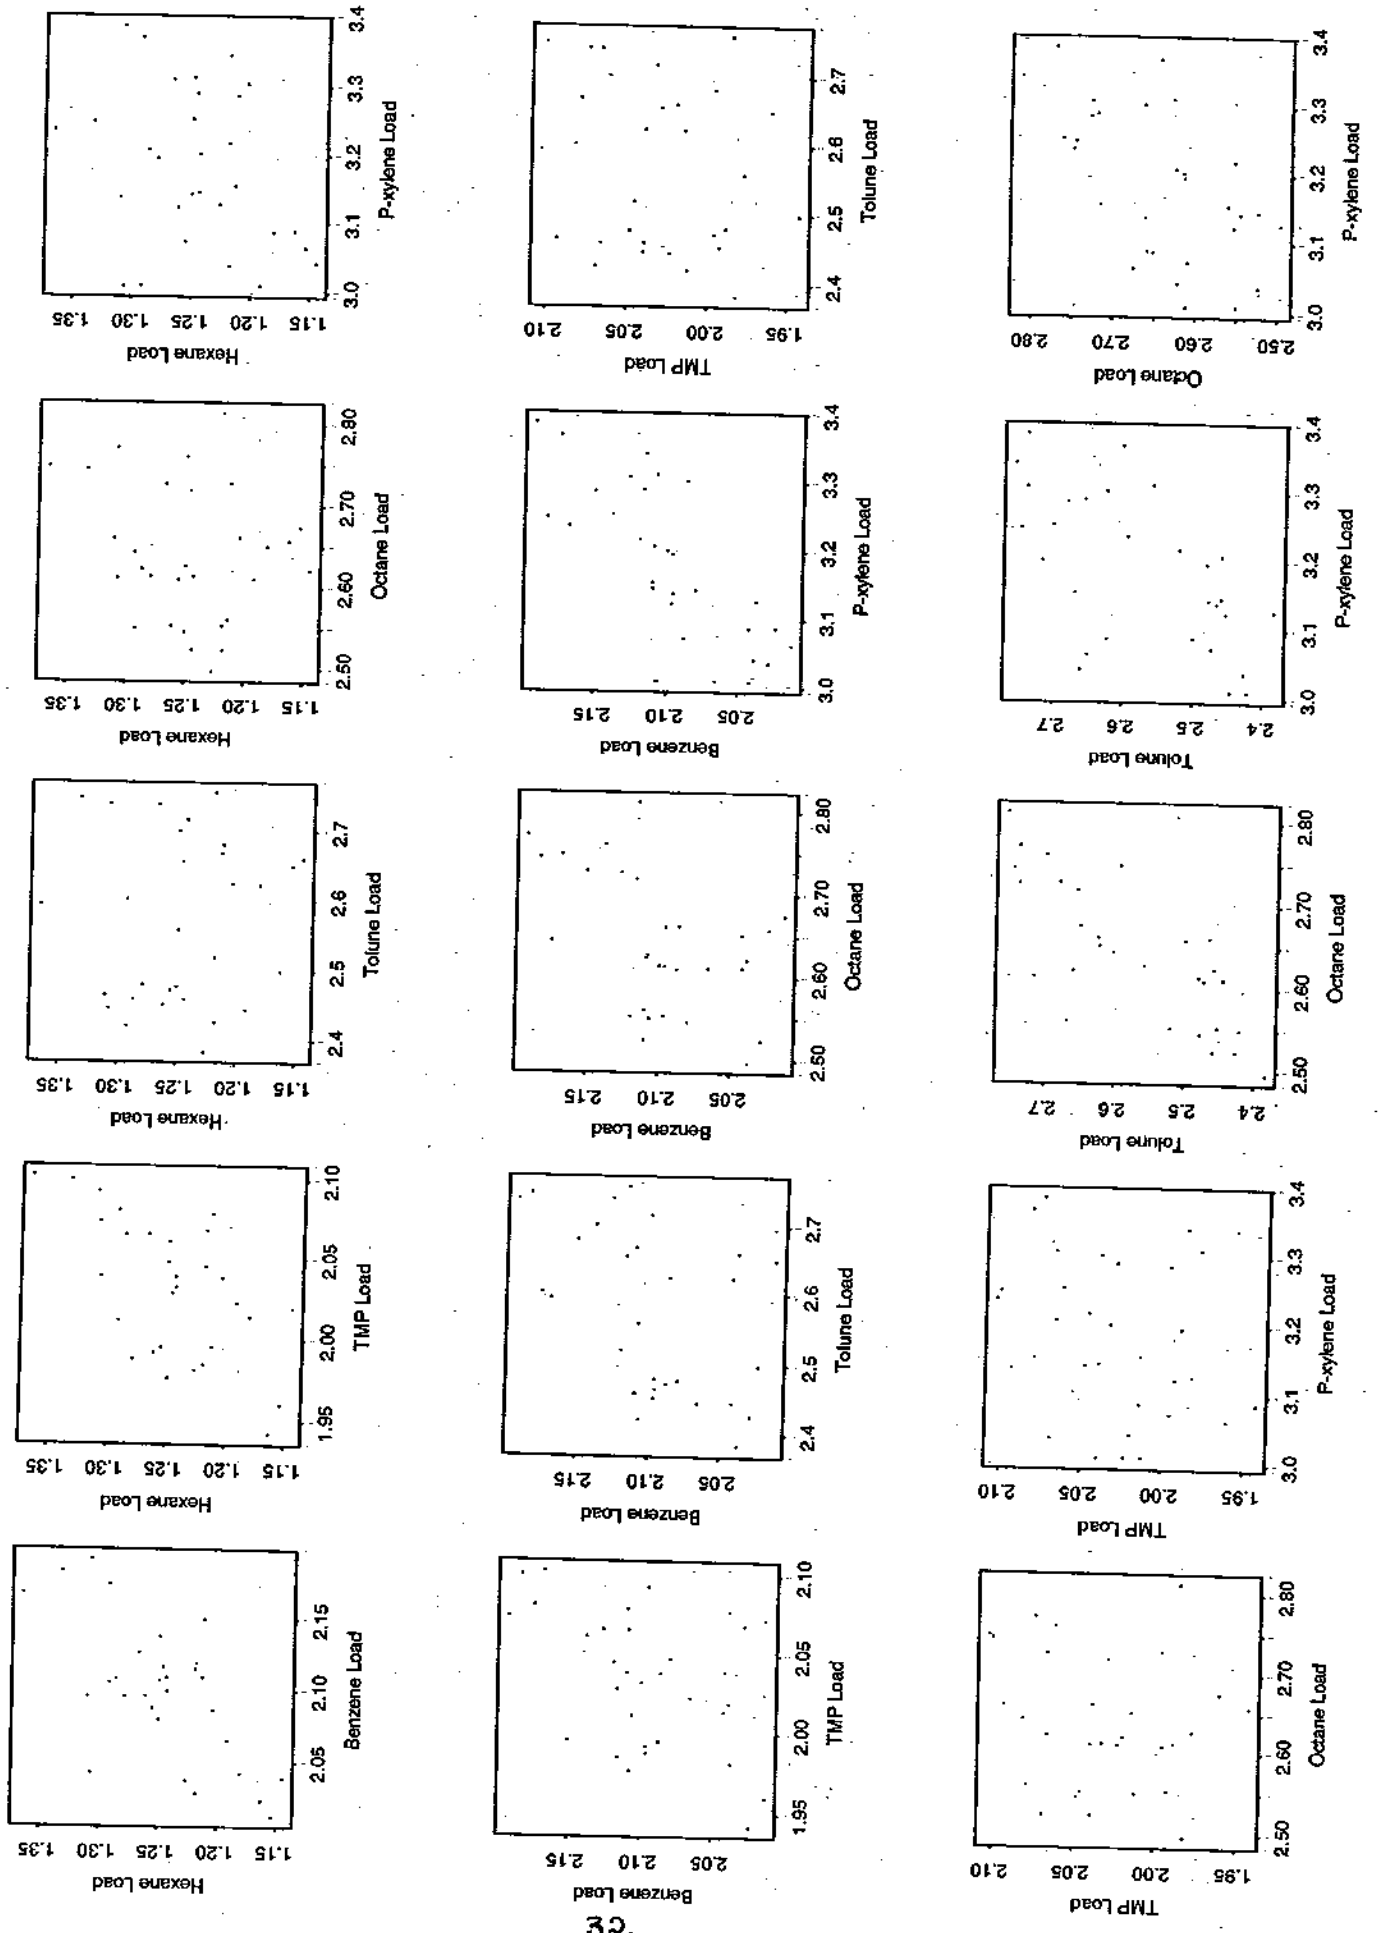 Hexane Load
1.15 1.20 1.25 1.30 1.35
2.05 2.10 2.15
Benzene Load
Hexane Load
1.15 1.20 1.25 1.30 1.35
1.95 2.00 2.05 2.10
TMP Load
Hexane Load
1.15 1.20 1.25 1.30 1.35
2.4 2.5 2.6 2.7
Tolune Load
Hexane Load
1.15 1.20 1.25 1.30 1.35
2.50 2.60 2.70 2.80
Octane Load
Hexane Load
1.15 1.20 1.25 1.30 1.35
3.0 3.1 3.2 3.3 3.4
P-xylene Load
Benzene Load
2.05 2.10 2.15
1.95 2.00 2.05 2.10
TMP Load
Benzene Load
2.05 2.10 2.15
2.4 2.5 2.6 2.7
Tolune Load
Benzene Load
2.05 2.10 2.15
2.50 2.60 2.70 2.80
Octane Load
Benzene Load
2.05 2.10 2.15
3.0 3.1 3.2 3.3 3.4
P-xylene Load
TMP Load
1.95 2.00 2.05 2.10
2.4 2.5 2.6 2.7
Tolune Load
TMP Load
1.95 2.00 2.05 2.10
2.50 2.60 2.70 2.80
Octane Load
TMP Load
1.95 2.00 2.05 2.10
3.0 3.1 3.2 3.3 3.4
P-xylene Load
Tolune Load
2.4 2.5 2.6 2.7
2.50 2.60 2.70 2.80
Octane Load
Tolune Load
2.4 2.5 2.6 2.7
3.0 3.1 3.2 3.3 3.4
P-xylene Load
Octane Load
2.50 2.60 2.70 2.80
3.0 3.1 3.2 3.3 3.4
P-xylene Load